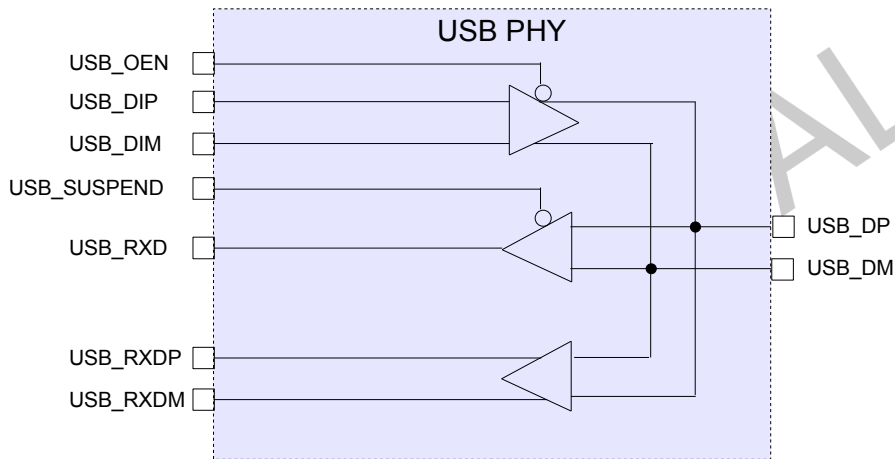 USB PHY
USB_OEN
USB_DIP
USB_DIM
USB_SUSPEND
USB_RXD
USB_DP
USB_DM
USB_RXDP
USB_RXDM